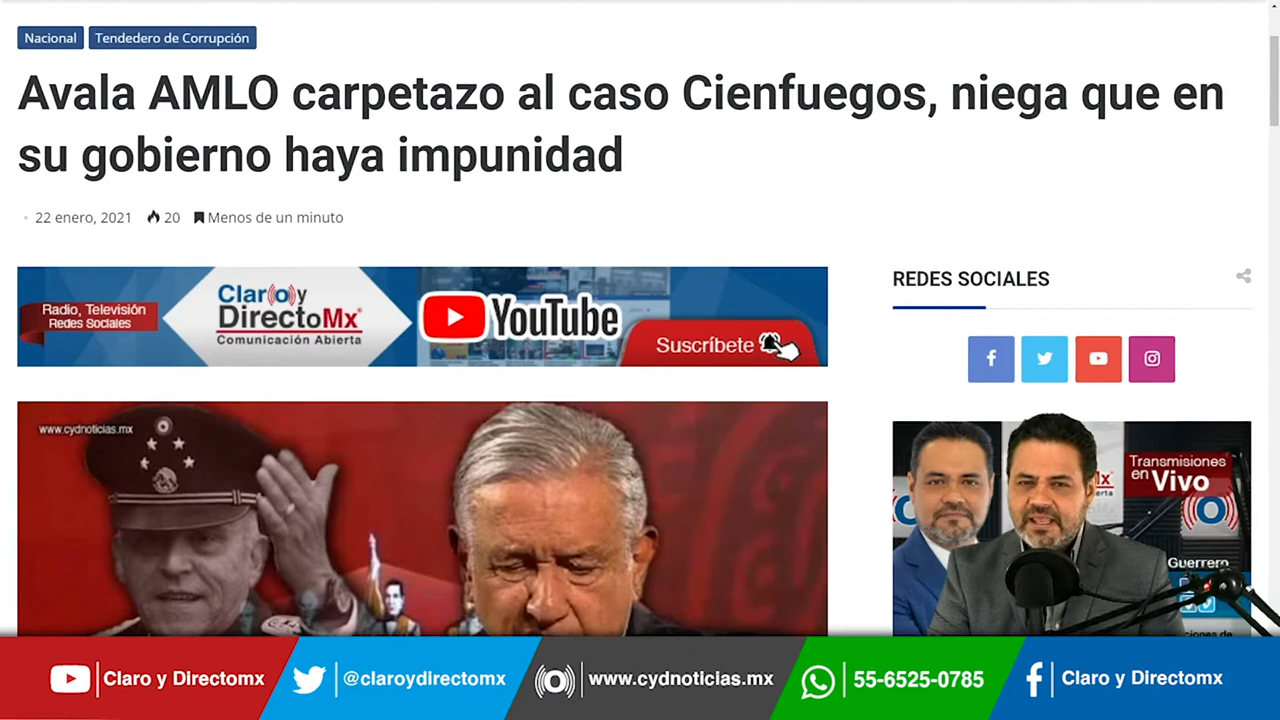 Nacional
Tendedero de Corrupción
Avala AMLO carpetazo al caso Cienfuegos, niega que en
su gobierno haya impunidad
22 enero, 2021
20
Menos de un minuto
Radio, Televisión
Redes Sociales
Claro y
DirectoMx
Comunicación Abierta
YouTube
Suscríbete
REDES SOCIALES
www.cydnoticias.mx
Transmisiones
en Vivo
Guerrero
Claro y Directomx
@claroydirectomx
www.cydnoticias.mx
55-6525-0785
Claro y Directomx